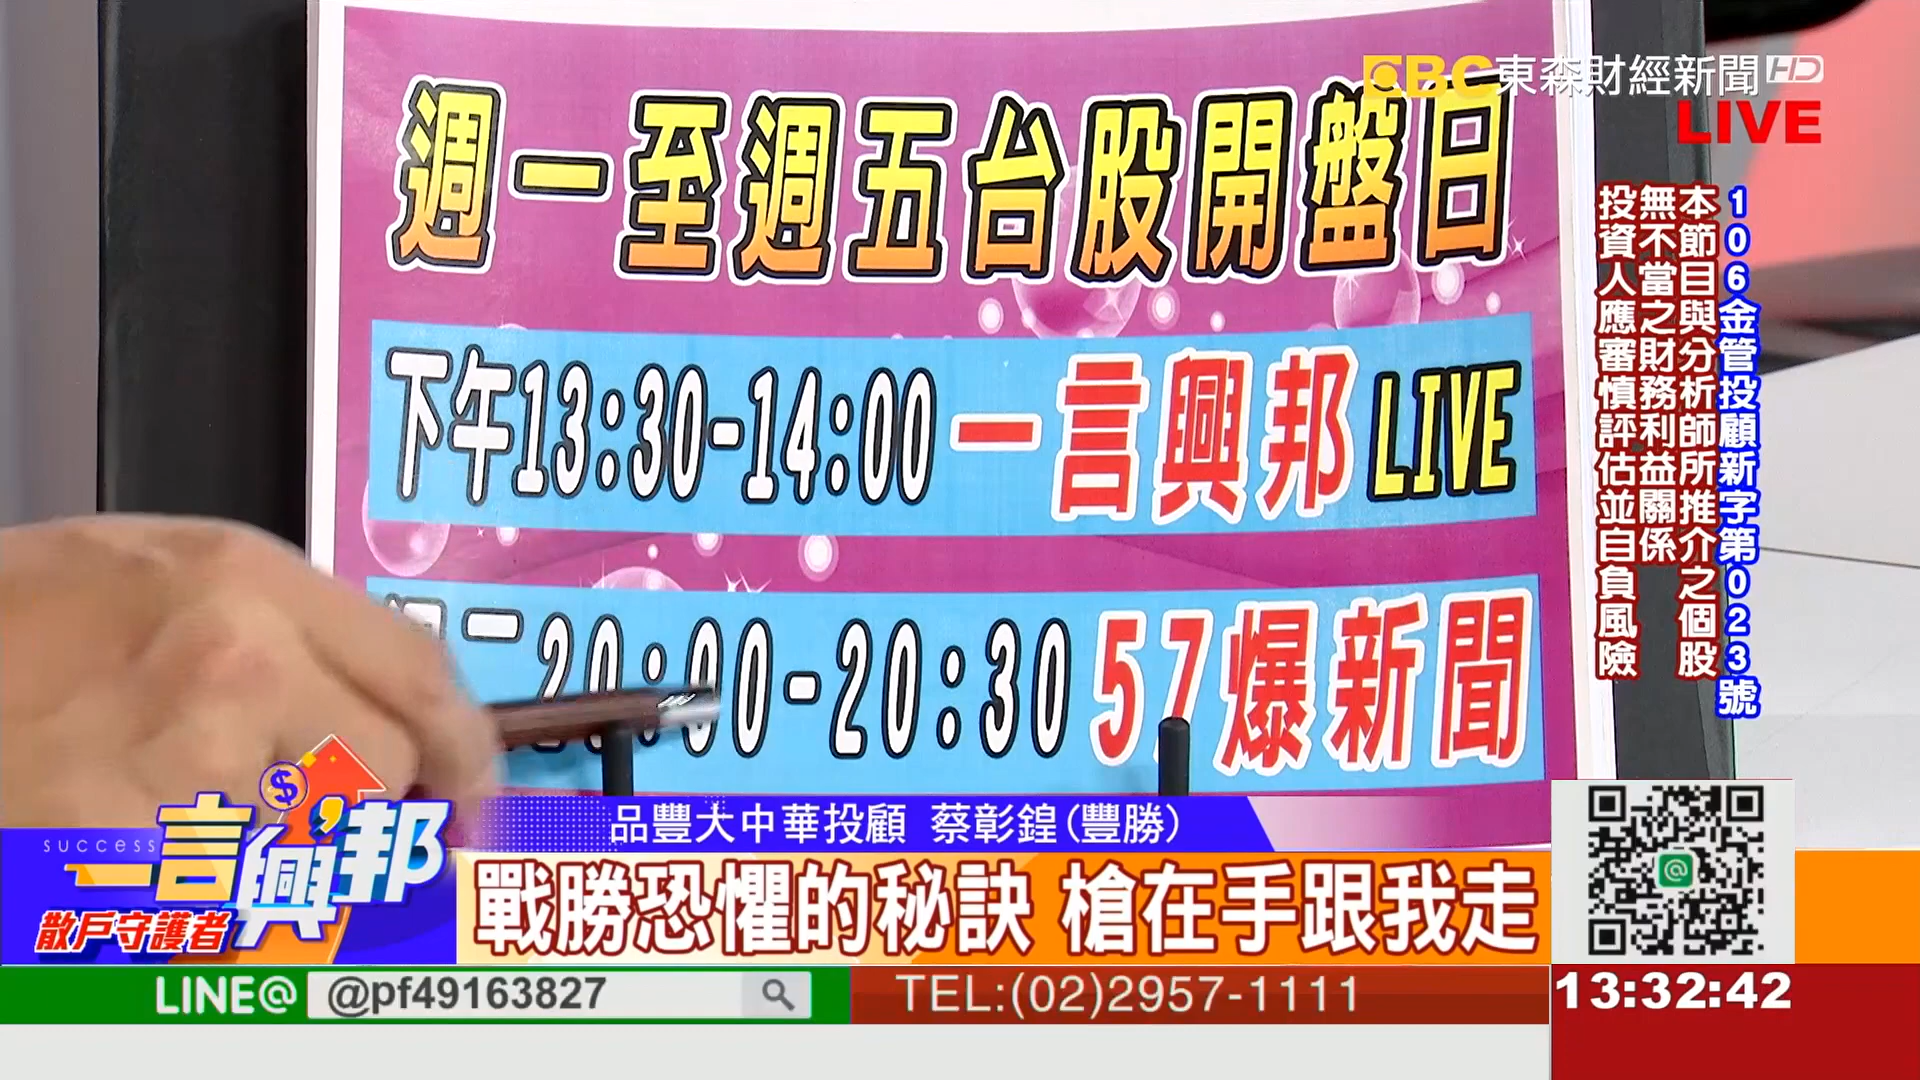 EBC東森財經新聞HD
LIVE
週一至週五台股開盤日
下午13:30-14:00一言興邦LIVE
20:00-20:30 57爆新聞
106金管投顧新字第023號
本節目與分析師所推介之個股
無不當之財務利益關係
投資人應審慎評估並自負風險
success
一言興邦
散戶守護者
品豐大中華投顧 蔡彰鍠(豐勝)
戰勝恐懼的秘訣 槍在手跟我走
LINE@ @pf49163827
TEL:(02)2957-1111
13:32:42